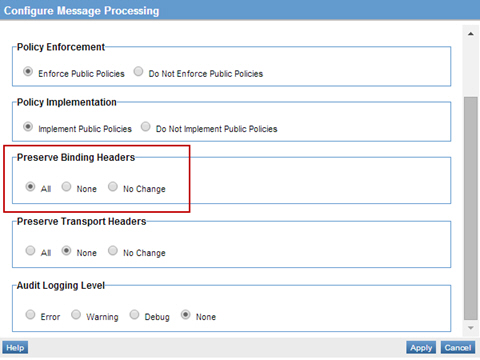 Configure Message Processing
Policy Enforcement
Enforce Public Policies Do Not Enforce Public Policies
Policy Implementation
Implement Public Policies Do Not Implement Public Policies
Preserve Binding Headers
All None No Change
Preserve Transport Headers
All None No Change
Audit Logging Level
Error Warning Debug None
Help Apply Cancel